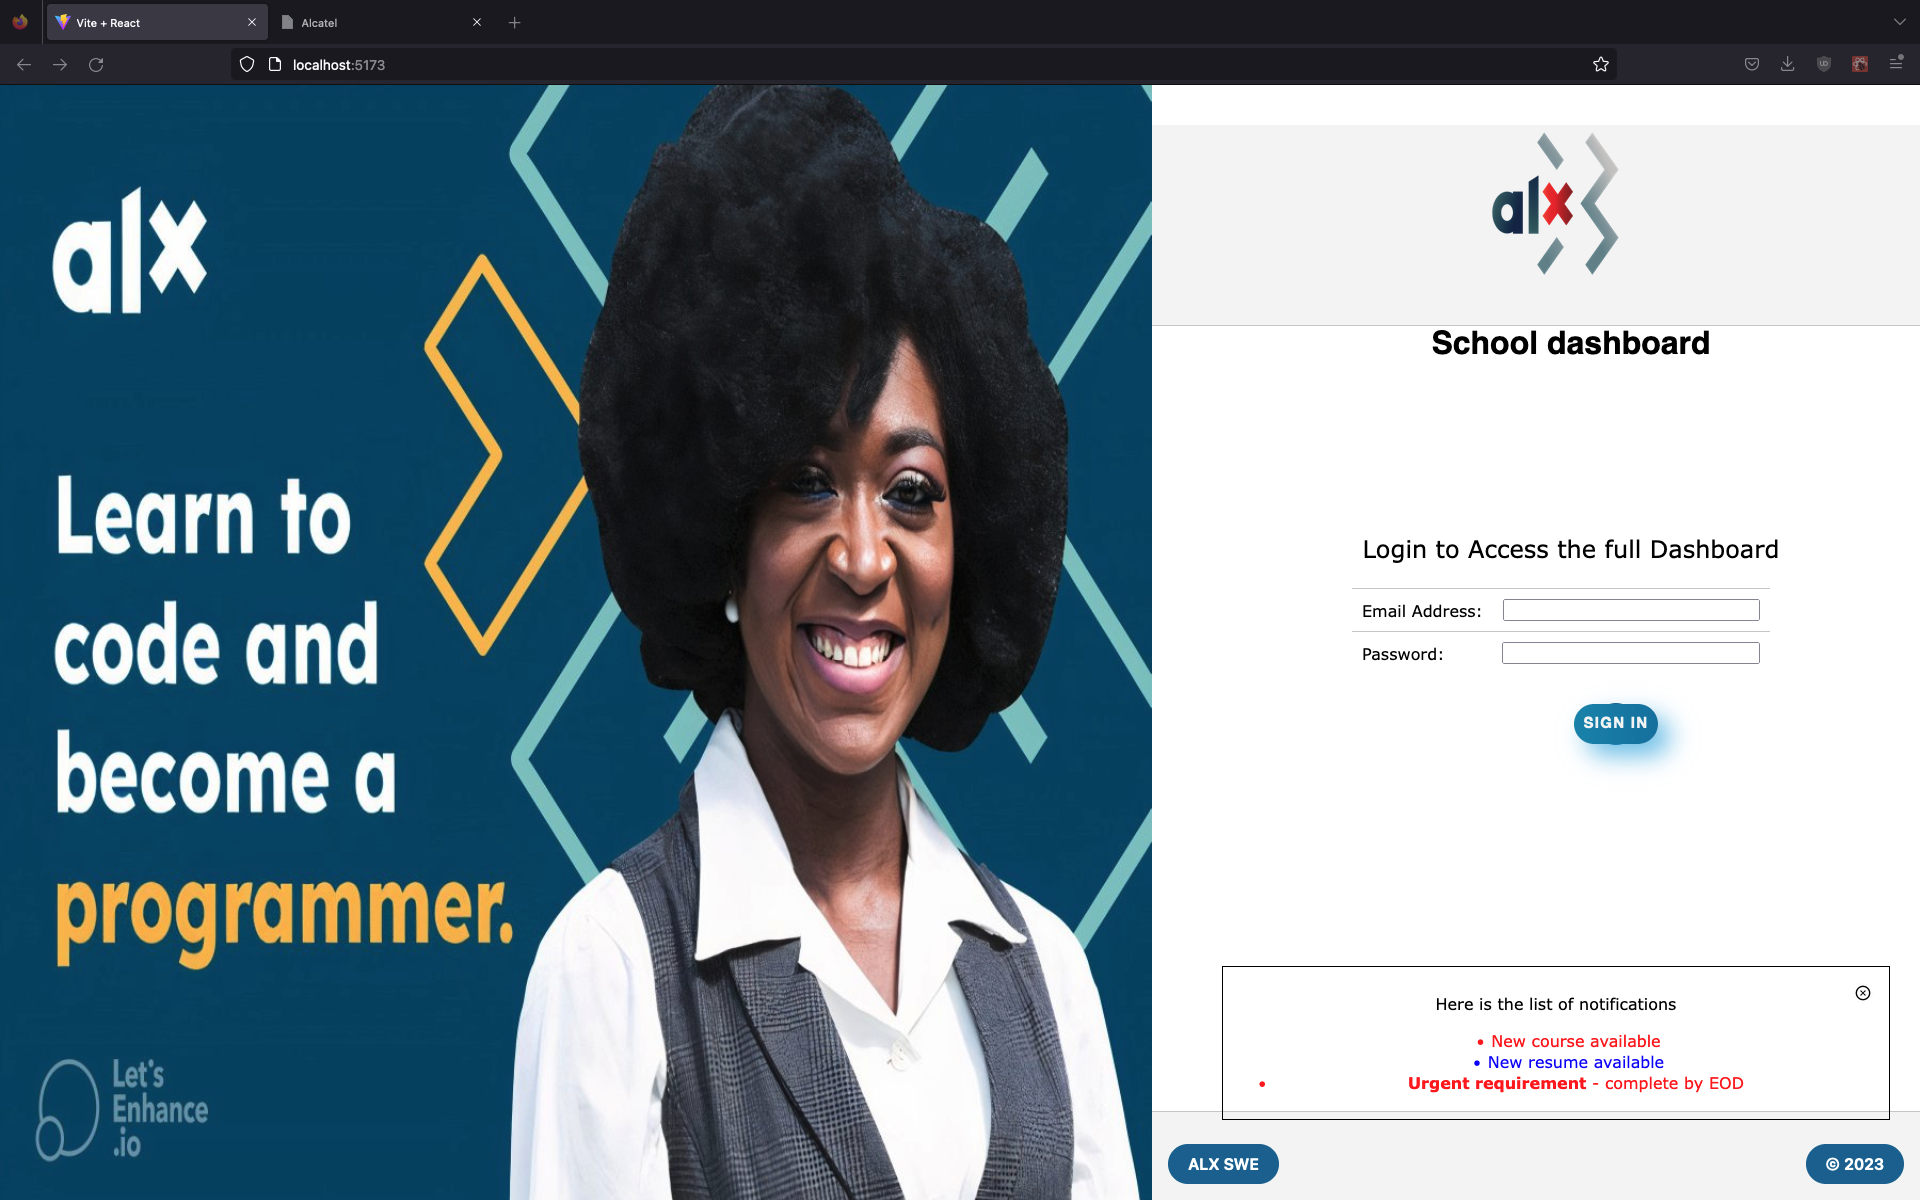 Vite + React
Alcatel
localhost:5173
alx
Learn to
code and
become a
programmer.
Let's
Enhance
.io
alx
School dashboard
Login to Access the full Dashboard
Email Address:
Password:
SIGN IN
Here is the list of notifications
• New course available
• New resume available
• Urgent requirement - complete by EOD
ALX SWE
© 2023